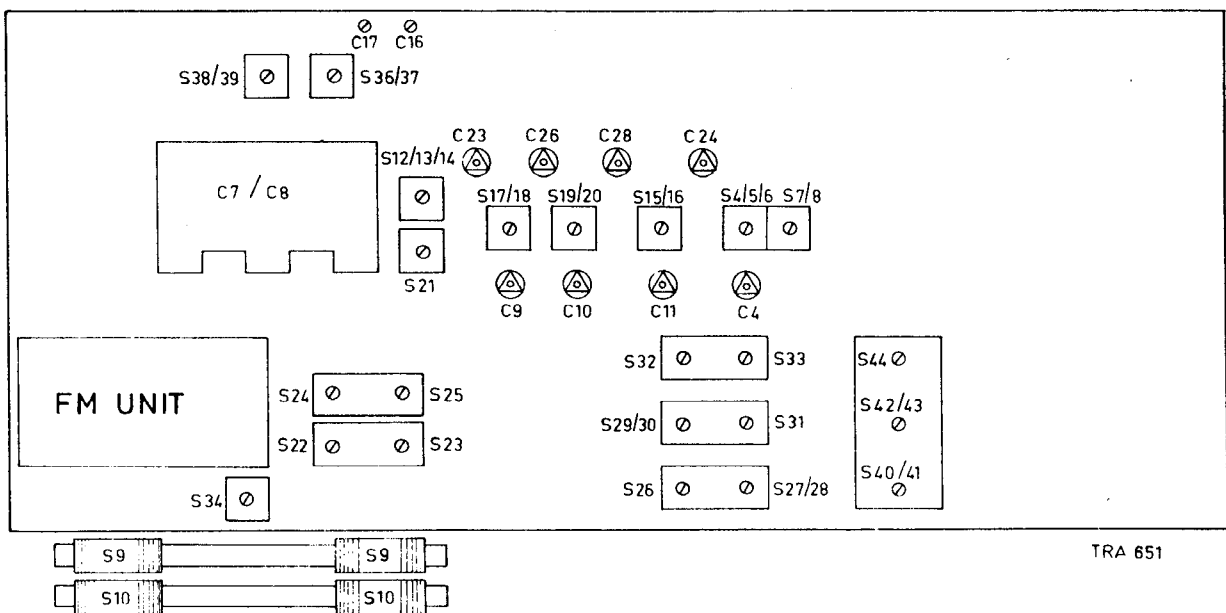 C17 C16
S38/39 S36/37
C23 C26 C28 C24
S12/13/14
C7 / C8
S17/18 S19/20 S15/16 S4/5/6 S7/8
S21
C9 C10 C11 C4
S32 S33 S44
FM UNIT S24 S25
S29/30 S31 S42/43
S22 S23
S34 S26 S27/28 S40/41
S9 S9 TRA 651
S10 S10